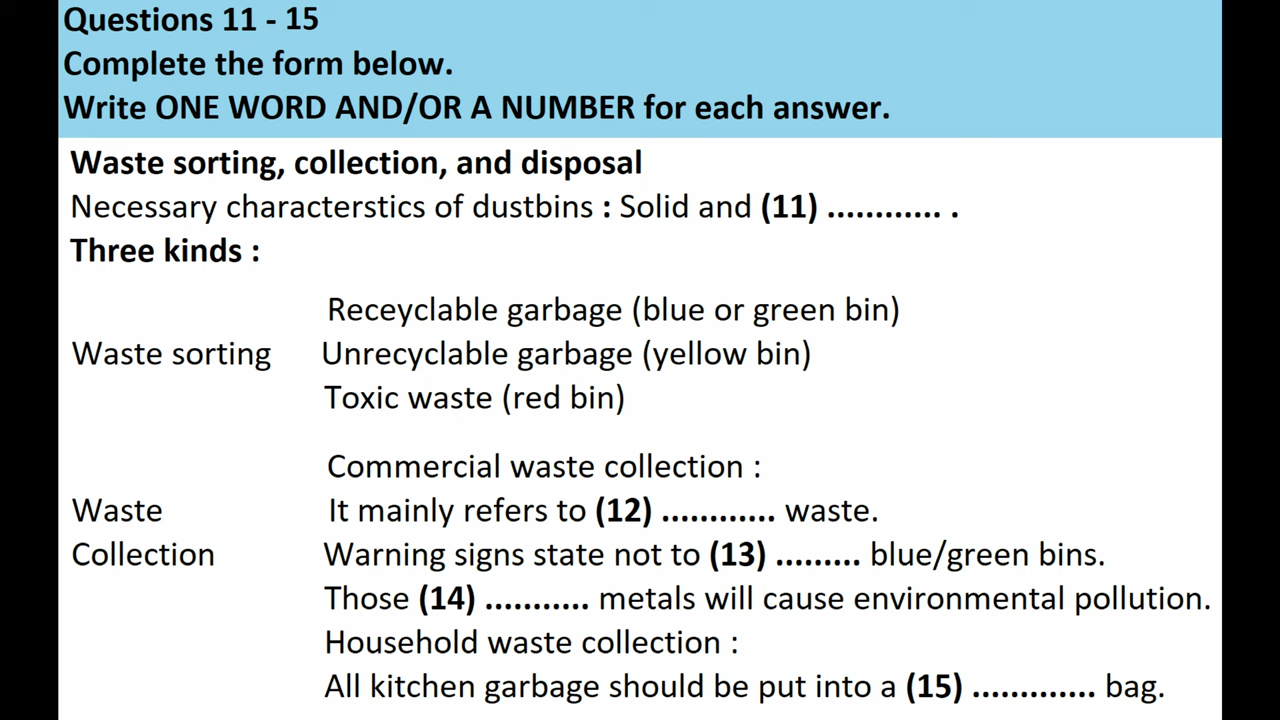 Questions 11 - 15
Complete the form below.
Write ONE WORD AND/OR A NUMBER for each answer.
Waste sorting, collection, and disposal
Necessary characterstics of dustbins : Solid and (11) ............ .
Three kinds :
Receyclable garbage (blue or green bin)
Waste sorting Unrecyclable garbage (yellow bin)
Toxic waste (red bin)
Commercial waste collection :
Waste It mainly refers to (12) ............ waste.
Collection Warning signs state not to (13) ......... blue/green bins.
Those (14) ........... metals will cause environmental pollution.
Household waste collection :
All kitchen garbage should be put into a (15) ............. bag.